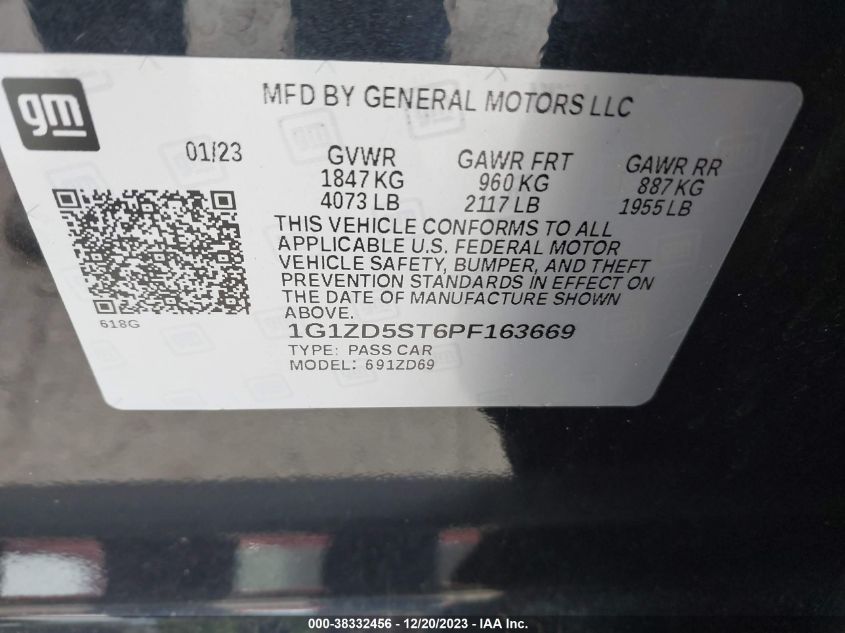 gm
MFD BY GENERAL MOTORS LLC
01/23
GVWR
1847 KG
4073 LB
GAWR FRT
960 KG
2117 LB
GAWR RR
887 KG
1955 LB
THIS VEHICLE CONFORMS TO ALL
APPLICABLE U.S. FEDERAL MOTOR
VEHICLE SAFETY, BUMPER, AND THEFT
PREVENTION STANDARDS IN EFFECT ON
THE DATE OF MANUFACTURE SHOWN
ABOVE.
618G
1G1ZD5ST6PF163669
TYPE: PASS CAR
MODEL: 691ZD69
000-38332456 - 12/20/2023 - IAA Inc.